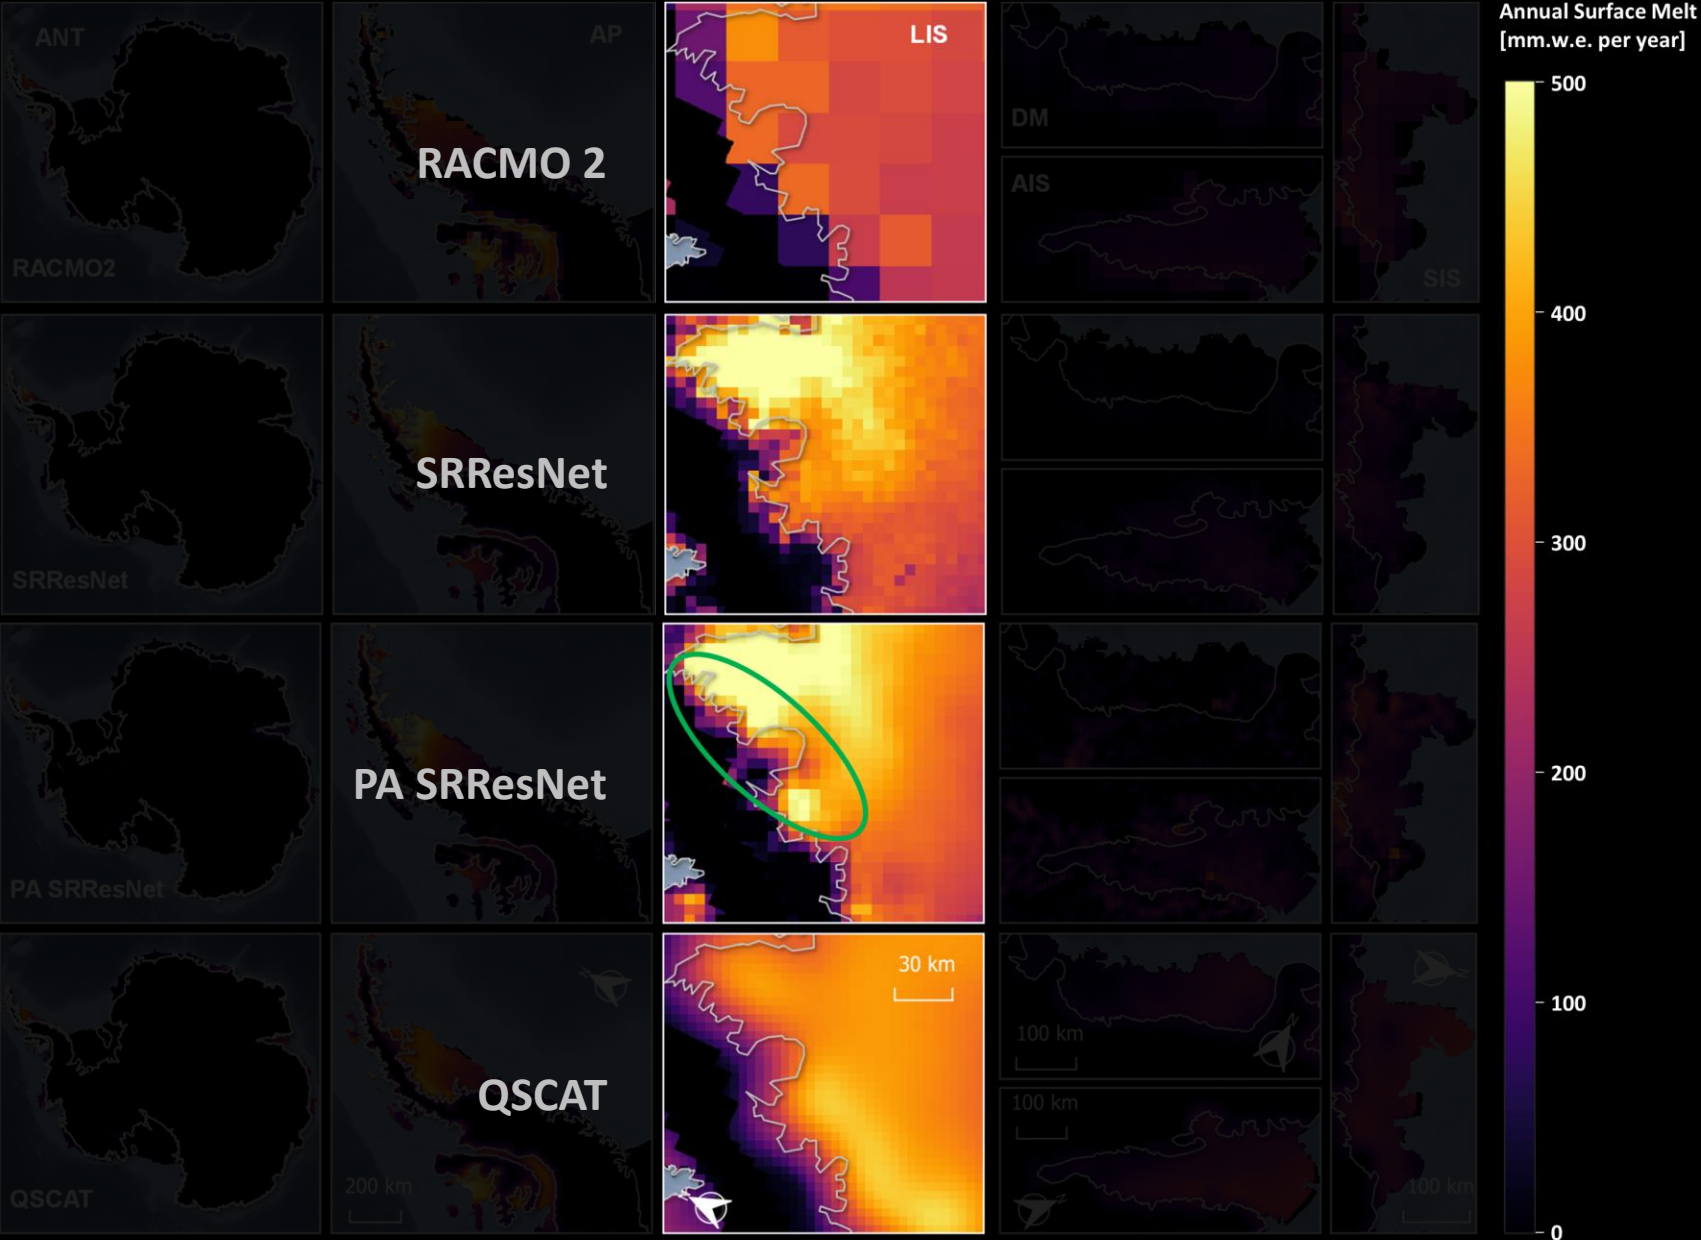 ANT
AP
LIS
DM
AIS
SIS
RACMO 2
RACMO2
SRResNet
SRResNet
PA SRResNet
PA SRResNet
30 km
QSCAT
100 km
100 km
200 km
100 km
QSCAT
Annual Surface Melt
[mm.w.e. per year]
500
400
300
200
100
0